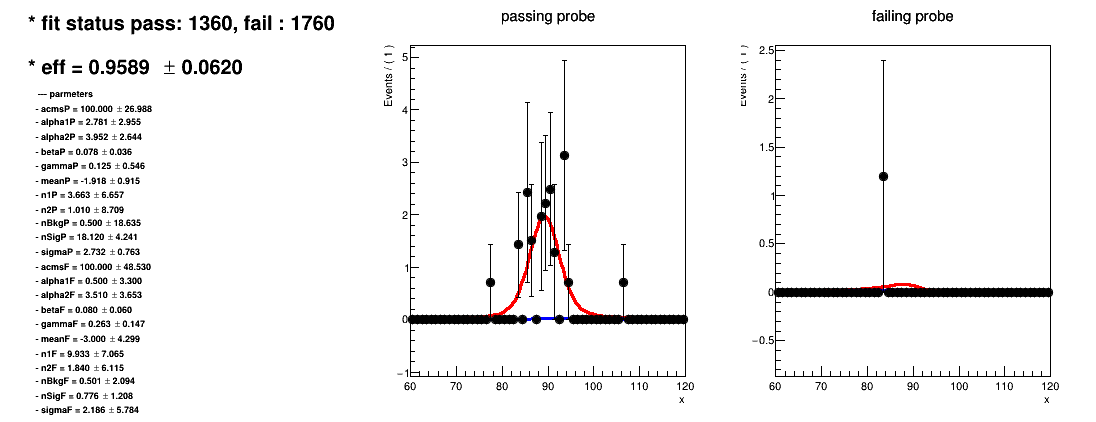 * fit status pass: 1360, fail : 1760
* eff = 0.9589 ± 0.0620
--- parmeters
- acmsP = 100.000 ± 26.988
- alpha1P = 2.781 ± 2.955
- alpha2P = 3.952 ± 2.644
- betaP = 0.078 ± 0.036
- gammaP = 0.125 ± 0.546
- meanP = -1.918 ± 0.915
- n1P = 3.663 ± 6.657
- n2P = 1.010 ± 8.709
- nBkgP = 0.500 ± 18.635
- nSigP = 18.120 ± 4.241
- sigmaP = 2.732 ± 0.763
- acmsF = 100.000 ± 48.530
- alpha1F = 0.500 ± 3.300
- alpha2F = 3.510 ± 3.653
- betaF = 0.080 ± 0.060
- gammaF = 0.263 ± 0.147
- meanF = -3.000 ± 4.299
- n1F = 9.933 ± 7.065
- n2F = 1.840 ± 6.115
- nBkgF = 0.501 ± 2.094
- nSigF = 0.776 ± 1.208
- sigmaF = 2.186 ± 5.784
passing probe
Events / ( 1 )
5
4
3
2
1
0
−1
60 70 80 90 100 110 120
x
failing probe
Events / ( 1 )
2.5
2
1.5
1
0.5
0
−0.5
60 70 80 90 100 110 120
x